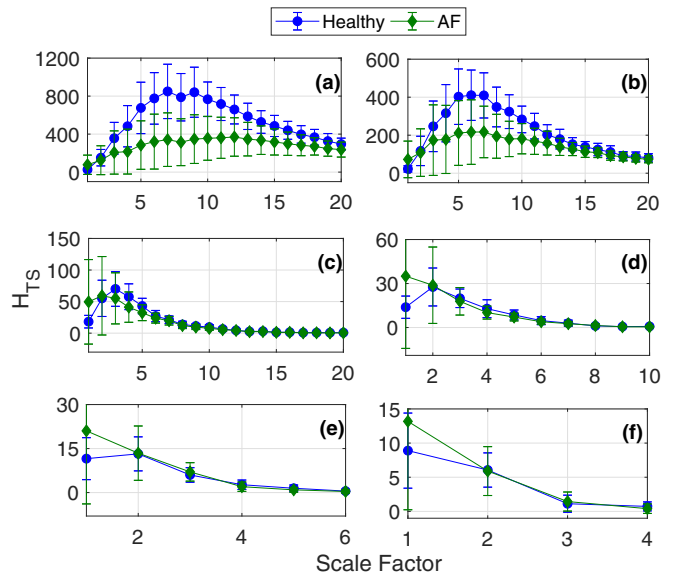 Healthy AF
(a) 1200 800 400 0 5 10 15 20
(b) 600 400 200 0 5 10 15 20
H_TS
(c) 150 100 50 0 5 10 15 20
(d) 60 30 0 2 4 6 8 10
(e) 30 15 0 2 4 6
(f) 15 10 5 0 1 2 3 4
Scale Factor